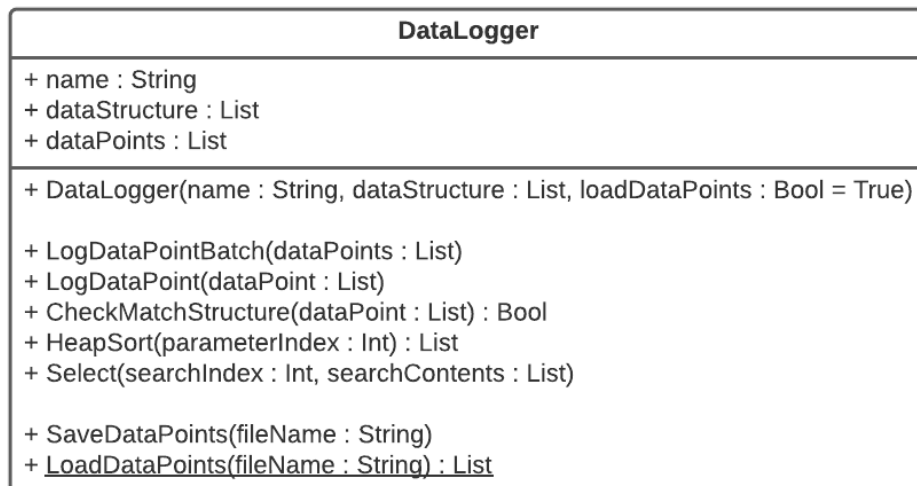 DataLogger
+ name : String
+ dataStructure : List
+ dataPoints : List
+ DataLogger(name : String, dataStructure : List, loadDataPoints : Bool = True)
+ LogDataPointBatch(dataPoints : List)
+ LogDataPoint(dataPoint : List)
+ CheckMatchStructure(dataPoint : List) : Bool
+ HeapSort(parameterIndex : Int) : List
+ Select(searchIndex : Int, searchContents : List)
+ SaveDataPoints(fileName : String)
+ LoadDataPoints(fileName : String) : List